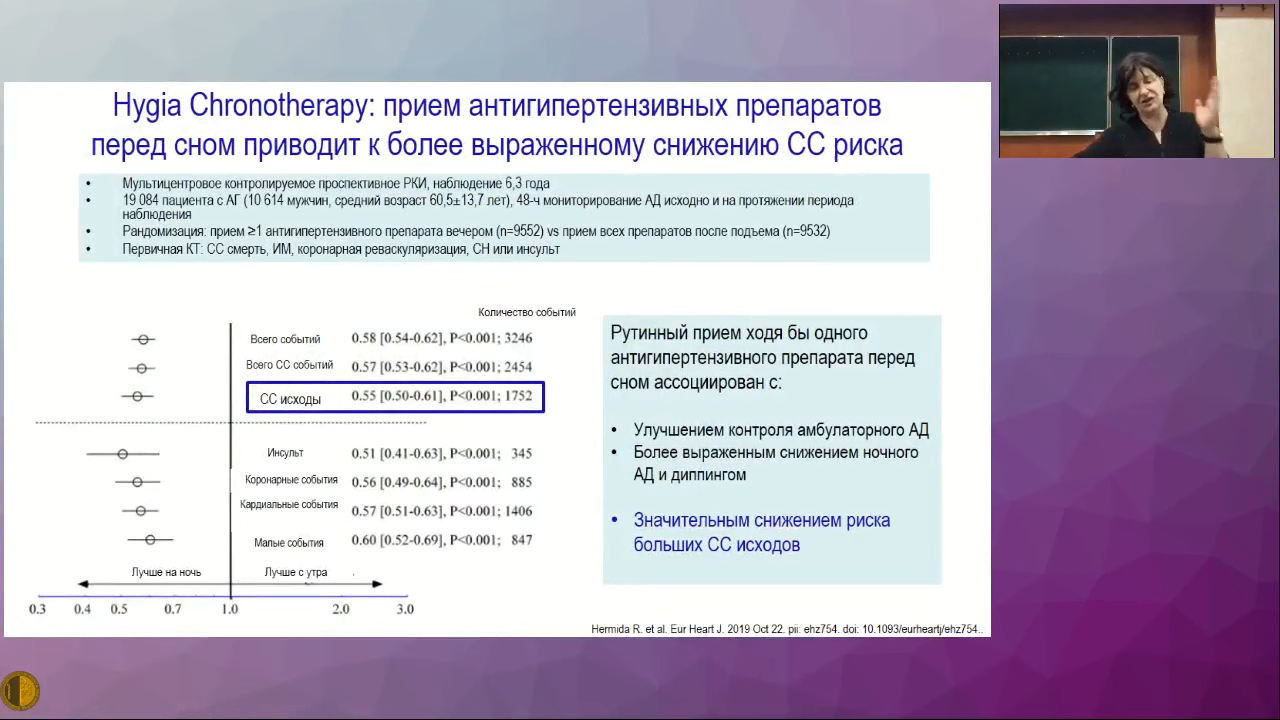 Hygia Chronotherapy: прием антигипертензивных препаратов
перед сном приводит к более выраженному снижению СС риска
• Мультицентровое контролируемое проспективное РКИ, наблюдение 6,3 года
• 19 084 пациента с АГ (10 614 мужчин, средний возраст 60,5±13,7 лет), 48-ч мониторирование АД исходно и на протяжении периода
наблюдения
• Рандомизация: прием ≥1 антигипертензивного препарата вечером (n=9552) vs прием всех препаратов после подъема (n=9532)
• Первичная КТ: СС смерть, ИМ, коронарная реваскуляризация, СН или инсульт
Количество событий
Всего событий 0.58 [0.54-0.62], P<0.001; 3246
Всего СС событий 0.57 [0.53-0.62], P<0.001; 2454
СС исходы 0.55 [0.50-0.61], P<0.001; 1752
Инсульт 0.51 [0.41-0.63], P<0.001; 345
Коронарные события 0.56 [0.49-0.64], P<0.001; 885
Кардиальные события 0.57 [0.51-0.63], P<0.001; 1406
Малые события 0.60 [0.52-0.69], P<0.001; 847
Лучше на ночь Лучше с утра
0.3 0.4 0.5 0.7 1.0 2.0 3.0
Рутинный прием ходя бы одного
антигипертензивного препарата перед
сном ассоциирован с:
• Улучшением контроля амбулаторного АД
• Более выраженным снижением ночного
АД и диппингом
• Значительным снижением риска
больших СС исходов
Hermida R. et al. Eur Heart J. 2019 Oct 22. pii: ehz754. doi: 10.1093/eurheartj/ehz754..